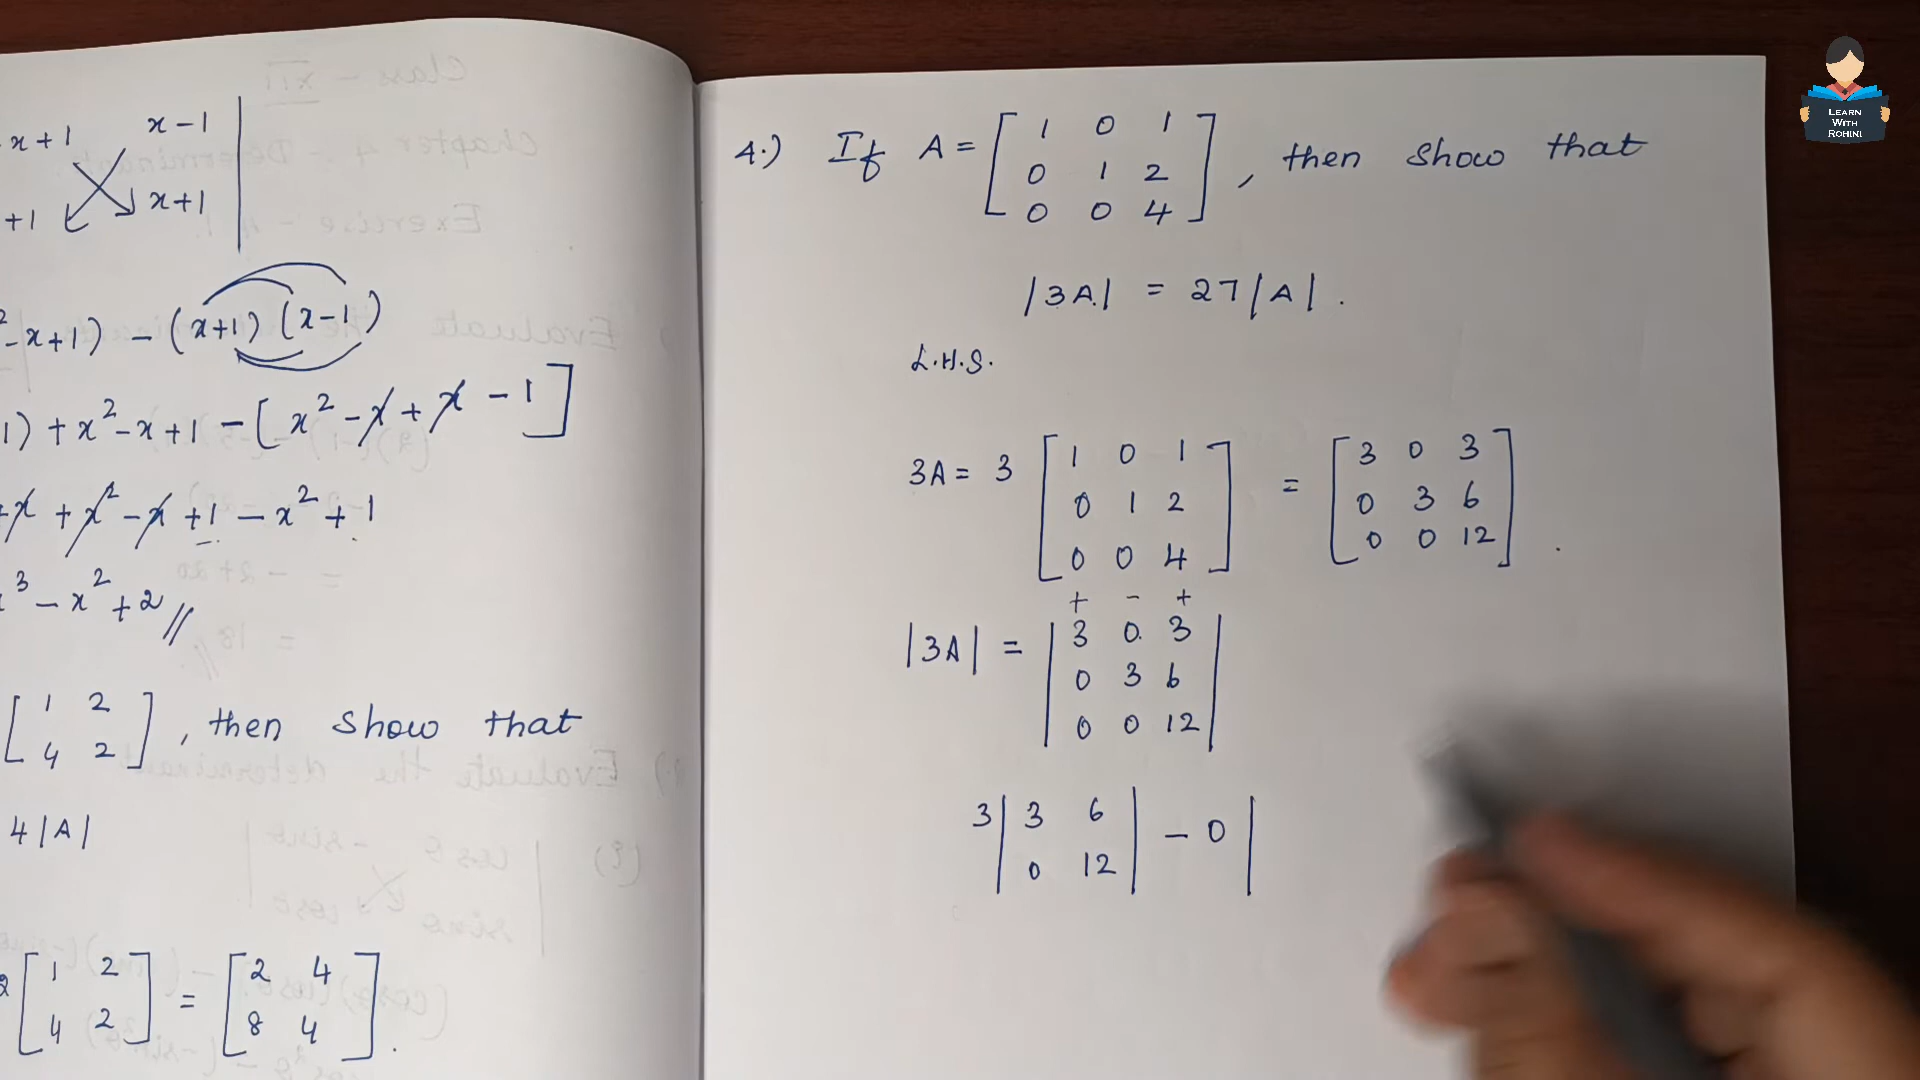 x+1 x-1
+1 x+1
2-x+1) - (x+1) (x-1)
1) + x²-x+1 - [x² - x + x - 1]
+x + x² - x + 1 - x² + 1
x³ - x² + 2 //
[1 2
4 2], then show that
4|A|
2 [1 2
4 2] = [2 4
8 4].
4.) If A = [1 0 1
0 1 2
0 0 4], then show that
|3A| = 27|A|.
L.H.S.
3A = 3 [1 0 1
0 1 2
0 0 4] = [3 0 3
0 3 6
0 0 12].
+ - +
|3A| = |3 0 3
0 3 6
0 0 12|
3 |3 6
0 12| - 0 |
LEARN
WITH
ROHINI